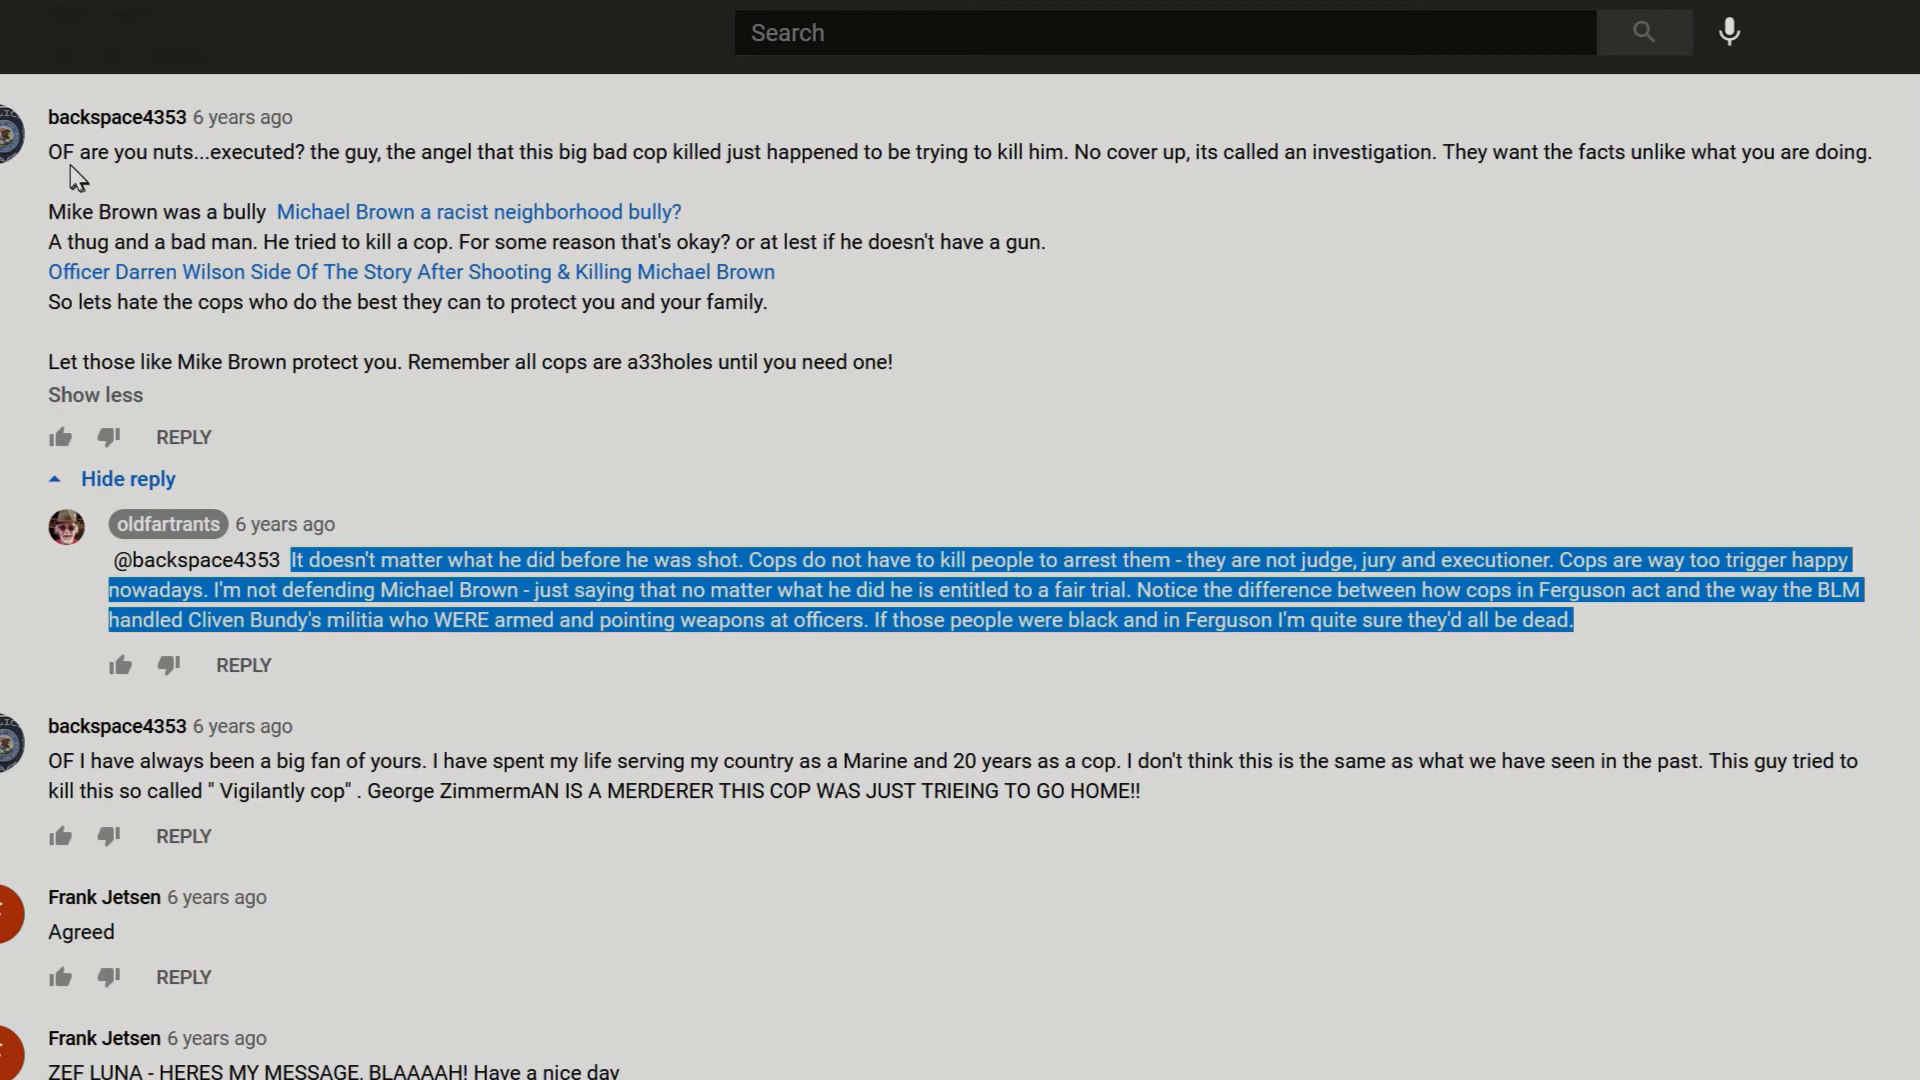 Search
backspace4353 6 years ago
OF are you nuts...executed? the guy, the angel that this big bad cop killed just happened to be trying to kill him. No cover up, its called an investigation. They want the facts unlike what you are doing.
Mike Brown was a bully Michael Brown a racist neighborhood bully?
A thug and a bad man. He tried to kill a cop. For some reason that's okay? or at lest if he doesn't have a gun.
Officer Darren Wilson Side Of The Story After Shooting & Killing Michael Brown
So lets hate the cops who do the best they can to protect you and your family.
Let those like Mike Brown protect you. Remember all cops are a33holes until you need one!
Show less
REPLY
Hide reply
oldfartrants 6 years ago
@backspace4353 It doesn't matter what he did before he was shot. Cops do not have to kill people to arrest them - they are not judge, jury and executioner. Cops are way too trigger happy
nowadays. I'm not defending Michael Brown - just saying that no matter what he did he is entitled to a fair trial. Notice the difference between how cops in Ferguson act and the way the BLM
handled Cliven Bundy's militia who WERE armed and pointing weapons at officers. If those people were black and in Ferguson I'm quite sure they'd all be dead.
REPLY
backspace4353 6 years ago
OF I have always been a big fan of yours. I have spent my life serving my country as a Marine and 20 years as a cop. I don't think this is the same as what we have seen in the past. This guy tried to
kill this so called " Vigilantly cop" . George ZimmermAN IS A MERDERER THIS COP WAS JUST TRIEING TO GO HOME!!
REPLY
Frank Jetsen 6 years ago
Agreed
REPLY
Frank Jetsen 6 years ago
ZEF LUNA - HERES MY MESSAGE. BLAAAAH! Have a nice day